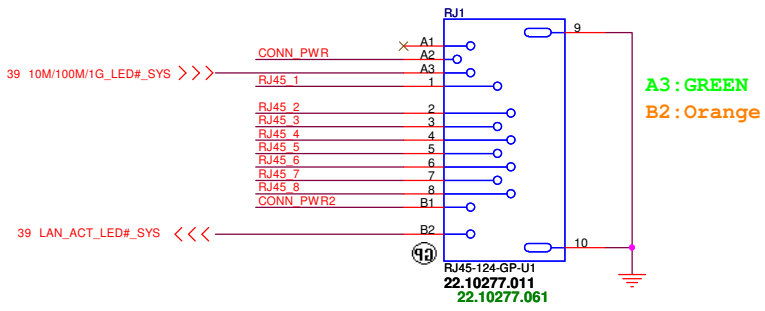 RJ1
9
A1
CONN_PWR A2
39 10M/100M/1G_LED#_SYS A3
RJ45_1 1
A3:GREEN
B2:Orange
RJ45_2 2
RJ45_3 3
RJ45_4 4
RJ45_5 5
RJ45_6 6
RJ45_7 7
RJ45_8 8
CONN_PWR2 B1
39 LAN_ACT_LED#_SYS B2
10
GP
RJ45-124-GP-U1
22.10277.011
22.10277.061